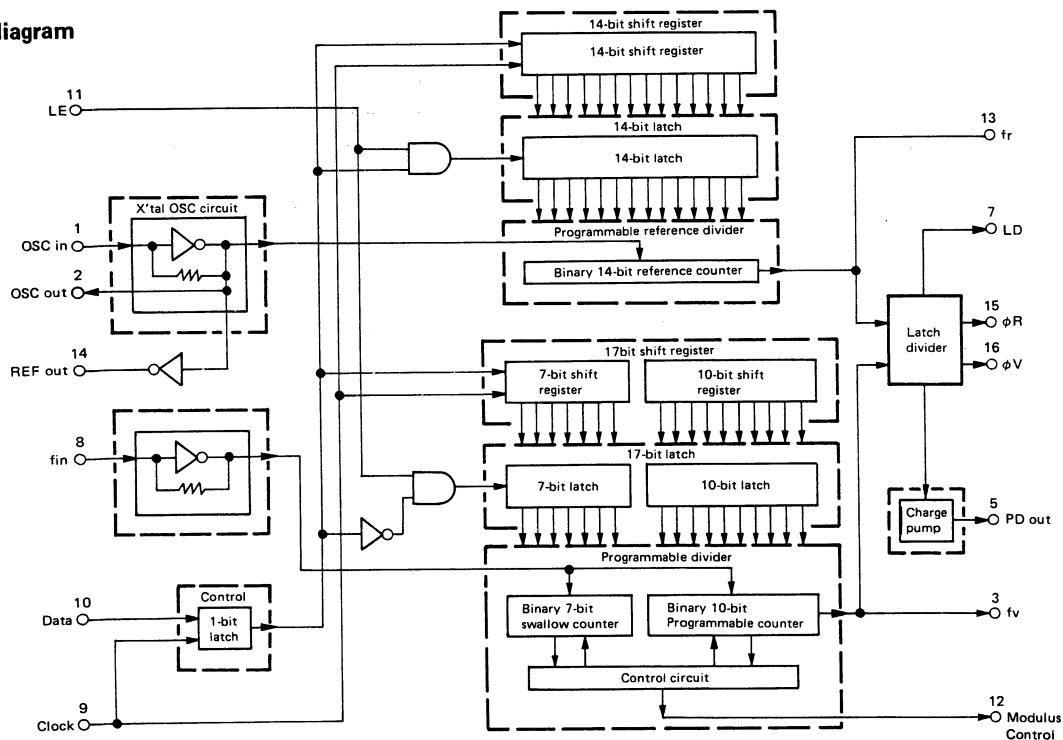 diagram
14-bit shift register
14-bit shift register
11
LE
14-bit latch
14-bit latch
13
fr
X'tal OSC circuit
1
OSC in
2
OSC out
7
LD
Programmable reference divider
Binary 14-bit reference counter
15
φR
Latch
divider
16
φV
14
REF out
17bit shift register
7-bit shift
register
10-bit shift
register
8
fin
17-bit latch
7-bit latch
10-bit latch
Charge
pump
5
PD out
Programmable divider
10
Data
Control
1-bit
latch
Binary 7-bit
swallow counter
Binary 10-bit
Programmable counter
3
fv
Control circuit
9
Clock
12
Modulus
Control